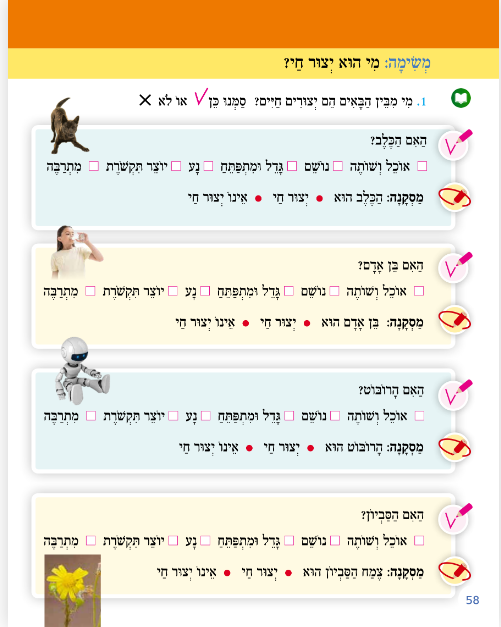 מְשִׂימָה: מִי הוּא יְצוּר חַי?
1. מִי מִבֵּין הַבָּאִים הֵם יְצוּרִים חַיִּים? סַמְּנוּ כֵּן ✓ אוֹ לֹא ✕
הַאִם הַכֶּלֶב?
☐ אוֹכֵל וְשׁוֹתֶה ☐ נוֹשֵׁם ☐ גָּדֵל וּמִתְפַּתֵּחַ ☐ נָע ☐ יוֹצֵר תִּקְשֹׁרֶת ☐ מִתְרַבֶּה
מַסְקָנָה: הַכֶּלֶב הוּא • יְצוּר חַי • אֵינוֹ יְצוּר חַי
הַאִם בֶּן אָדָם?
☐ אוֹכֵל וְשׁוֹתֶה ☐ נוֹשֵׁם ☐ גָּדֵל וּמִתְפַּתֵּחַ ☐ נָע ☐ יוֹצֵר תִּקְשֹׁרֶת ☐ מִתְרַבֶּה
מַסְקָנָה: בֶּן אָדָם הוּא • יְצוּר חַי • אֵינוֹ יְצוּר חַי
הַאִם הָרוֹבּוֹט?
☐ אוֹכֵל וְשׁוֹתֶה ☐ נוֹשֵׁם ☐ גָּדֵל וּמִתְפַּתֵּחַ ☐ נָע ☐ יוֹצֵר תִּקְשֹׁרֶת ☐ מִתְרַבֶּה
מַסְקָנָה: הָרוֹבּוֹט הוּא • יְצוּר חַי • אֵינוֹ יְצוּר חַי
הַאִם הַסַּבְיוֹן?
☐ אוֹכֵל וְשׁוֹתֶה ☐ נוֹשֵׁם ☐ גָּדֵל וּמִתְפַּתֵּחַ ☐ נָע ☐ יוֹצֵר תִּקְשֹׁרֶת ☐ מִתְרַבֶּה
מַסְקָנָה: צֶמַח הַסַּבְיוֹן הוּא • יְצוּר חַי • אֵינוֹ יְצוּר חַי
58